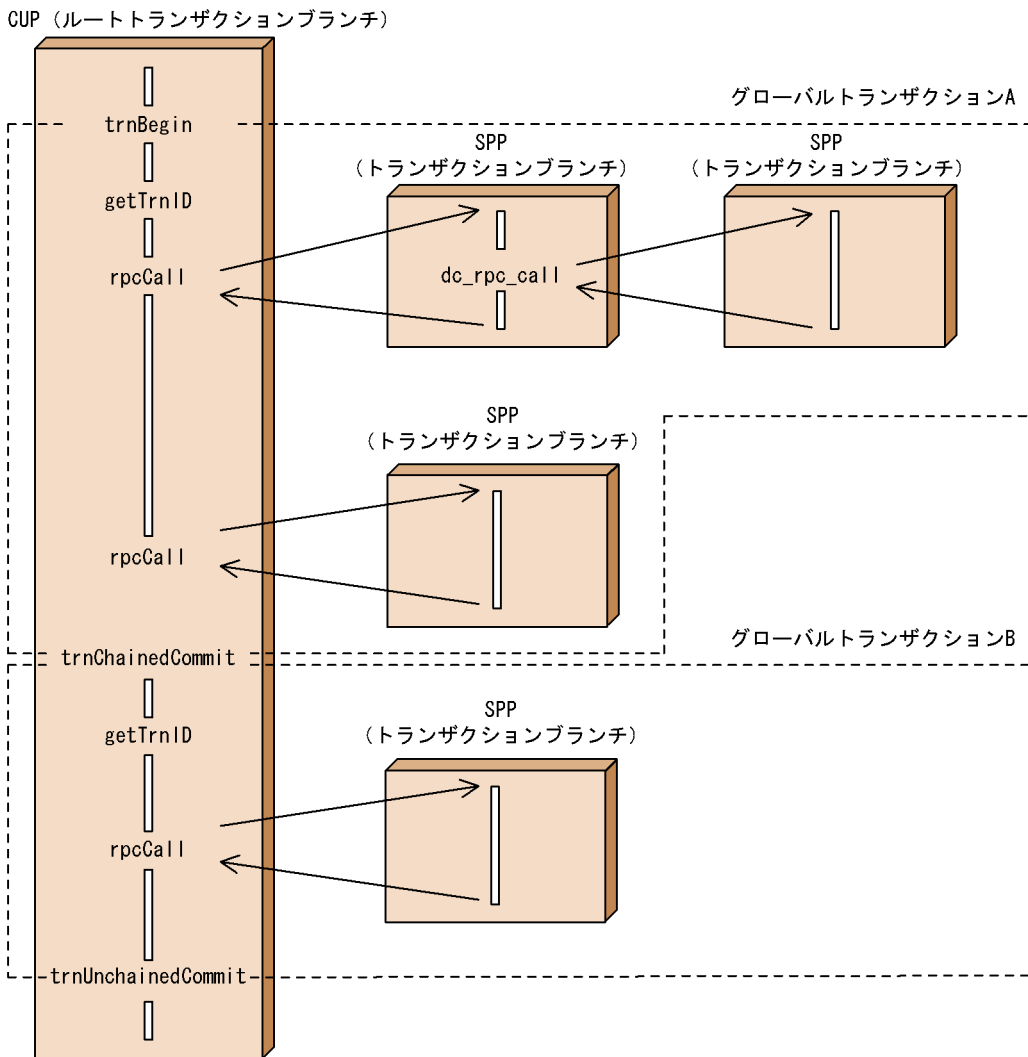 CUP（ルートトランザクションブランチ）
グローバルトランザクションA
trnBegin
SPP
（トランザクションブランチ）
SPP
（トランザクションブランチ）
getTrnID
rpcCall
dc_rpc_call
SPP
（トランザクションブランチ）
rpcCall
グローバルトランザクションB
trnChainedCommit
SPP
（トランザクションブランチ）
getTrnID
rpcCall
trnUnchainedCommit